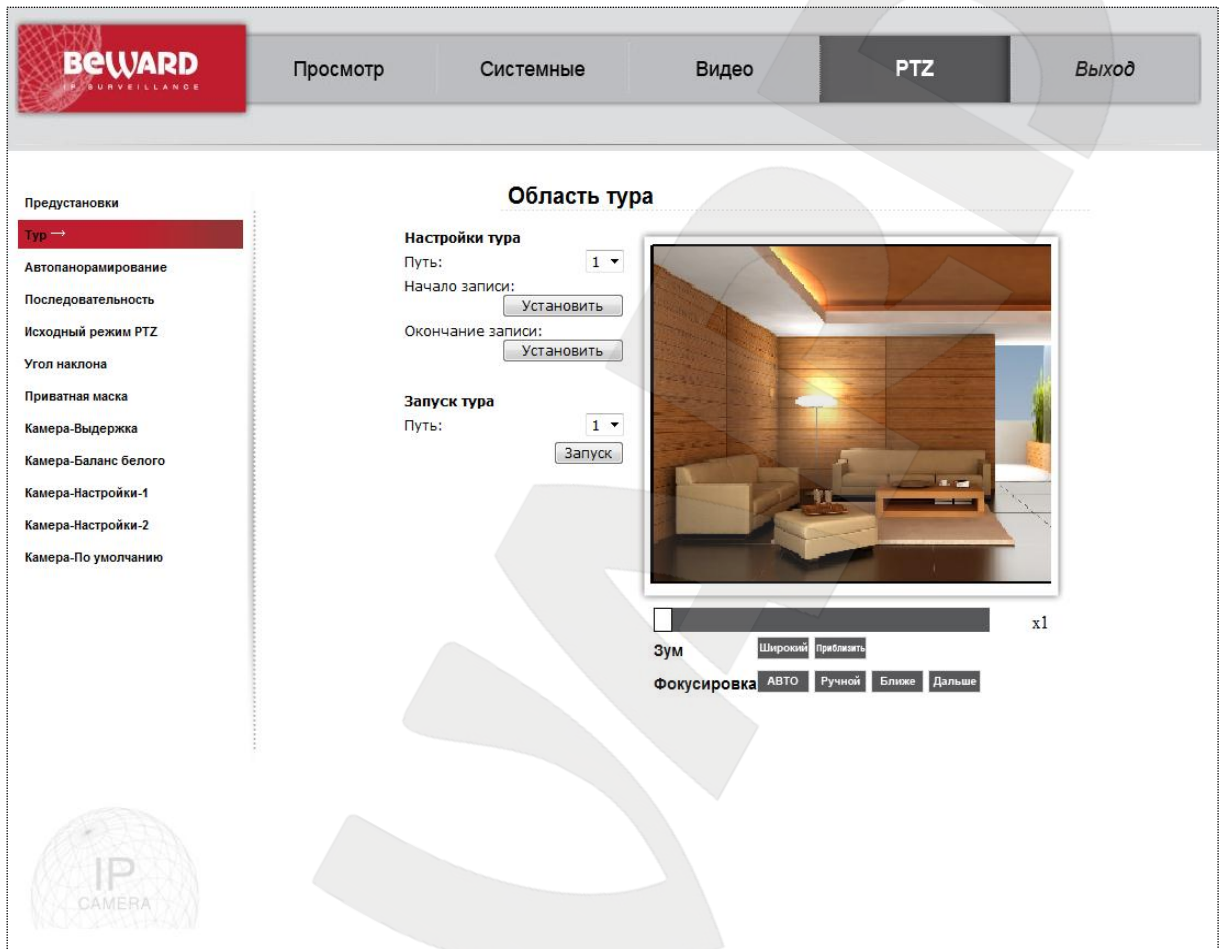 BEWARD
IP SURVEILLANCE
Просмотр
Системные
Видео
PTZ
Выход
Предустановки
Тур →
Автопанорамирование
Последовательность
Исходный режим PTZ
Угол наклона
Приватная маска
Камера-Выдержка
Камера-Баланс белого
Камера-Настройки-1
Камера-Настройки-2
Камера-По умолчанию
Область тура
Настройки тура
Путь: 1
Начало записи:
Установить
Окончание записи:
Установить
Запуск тура
Путь: 1
Запуск
x1
Зум Широкий Приблизить
Фокусировка АВТО Ручной Ближе Дальше
IP
CAMERA